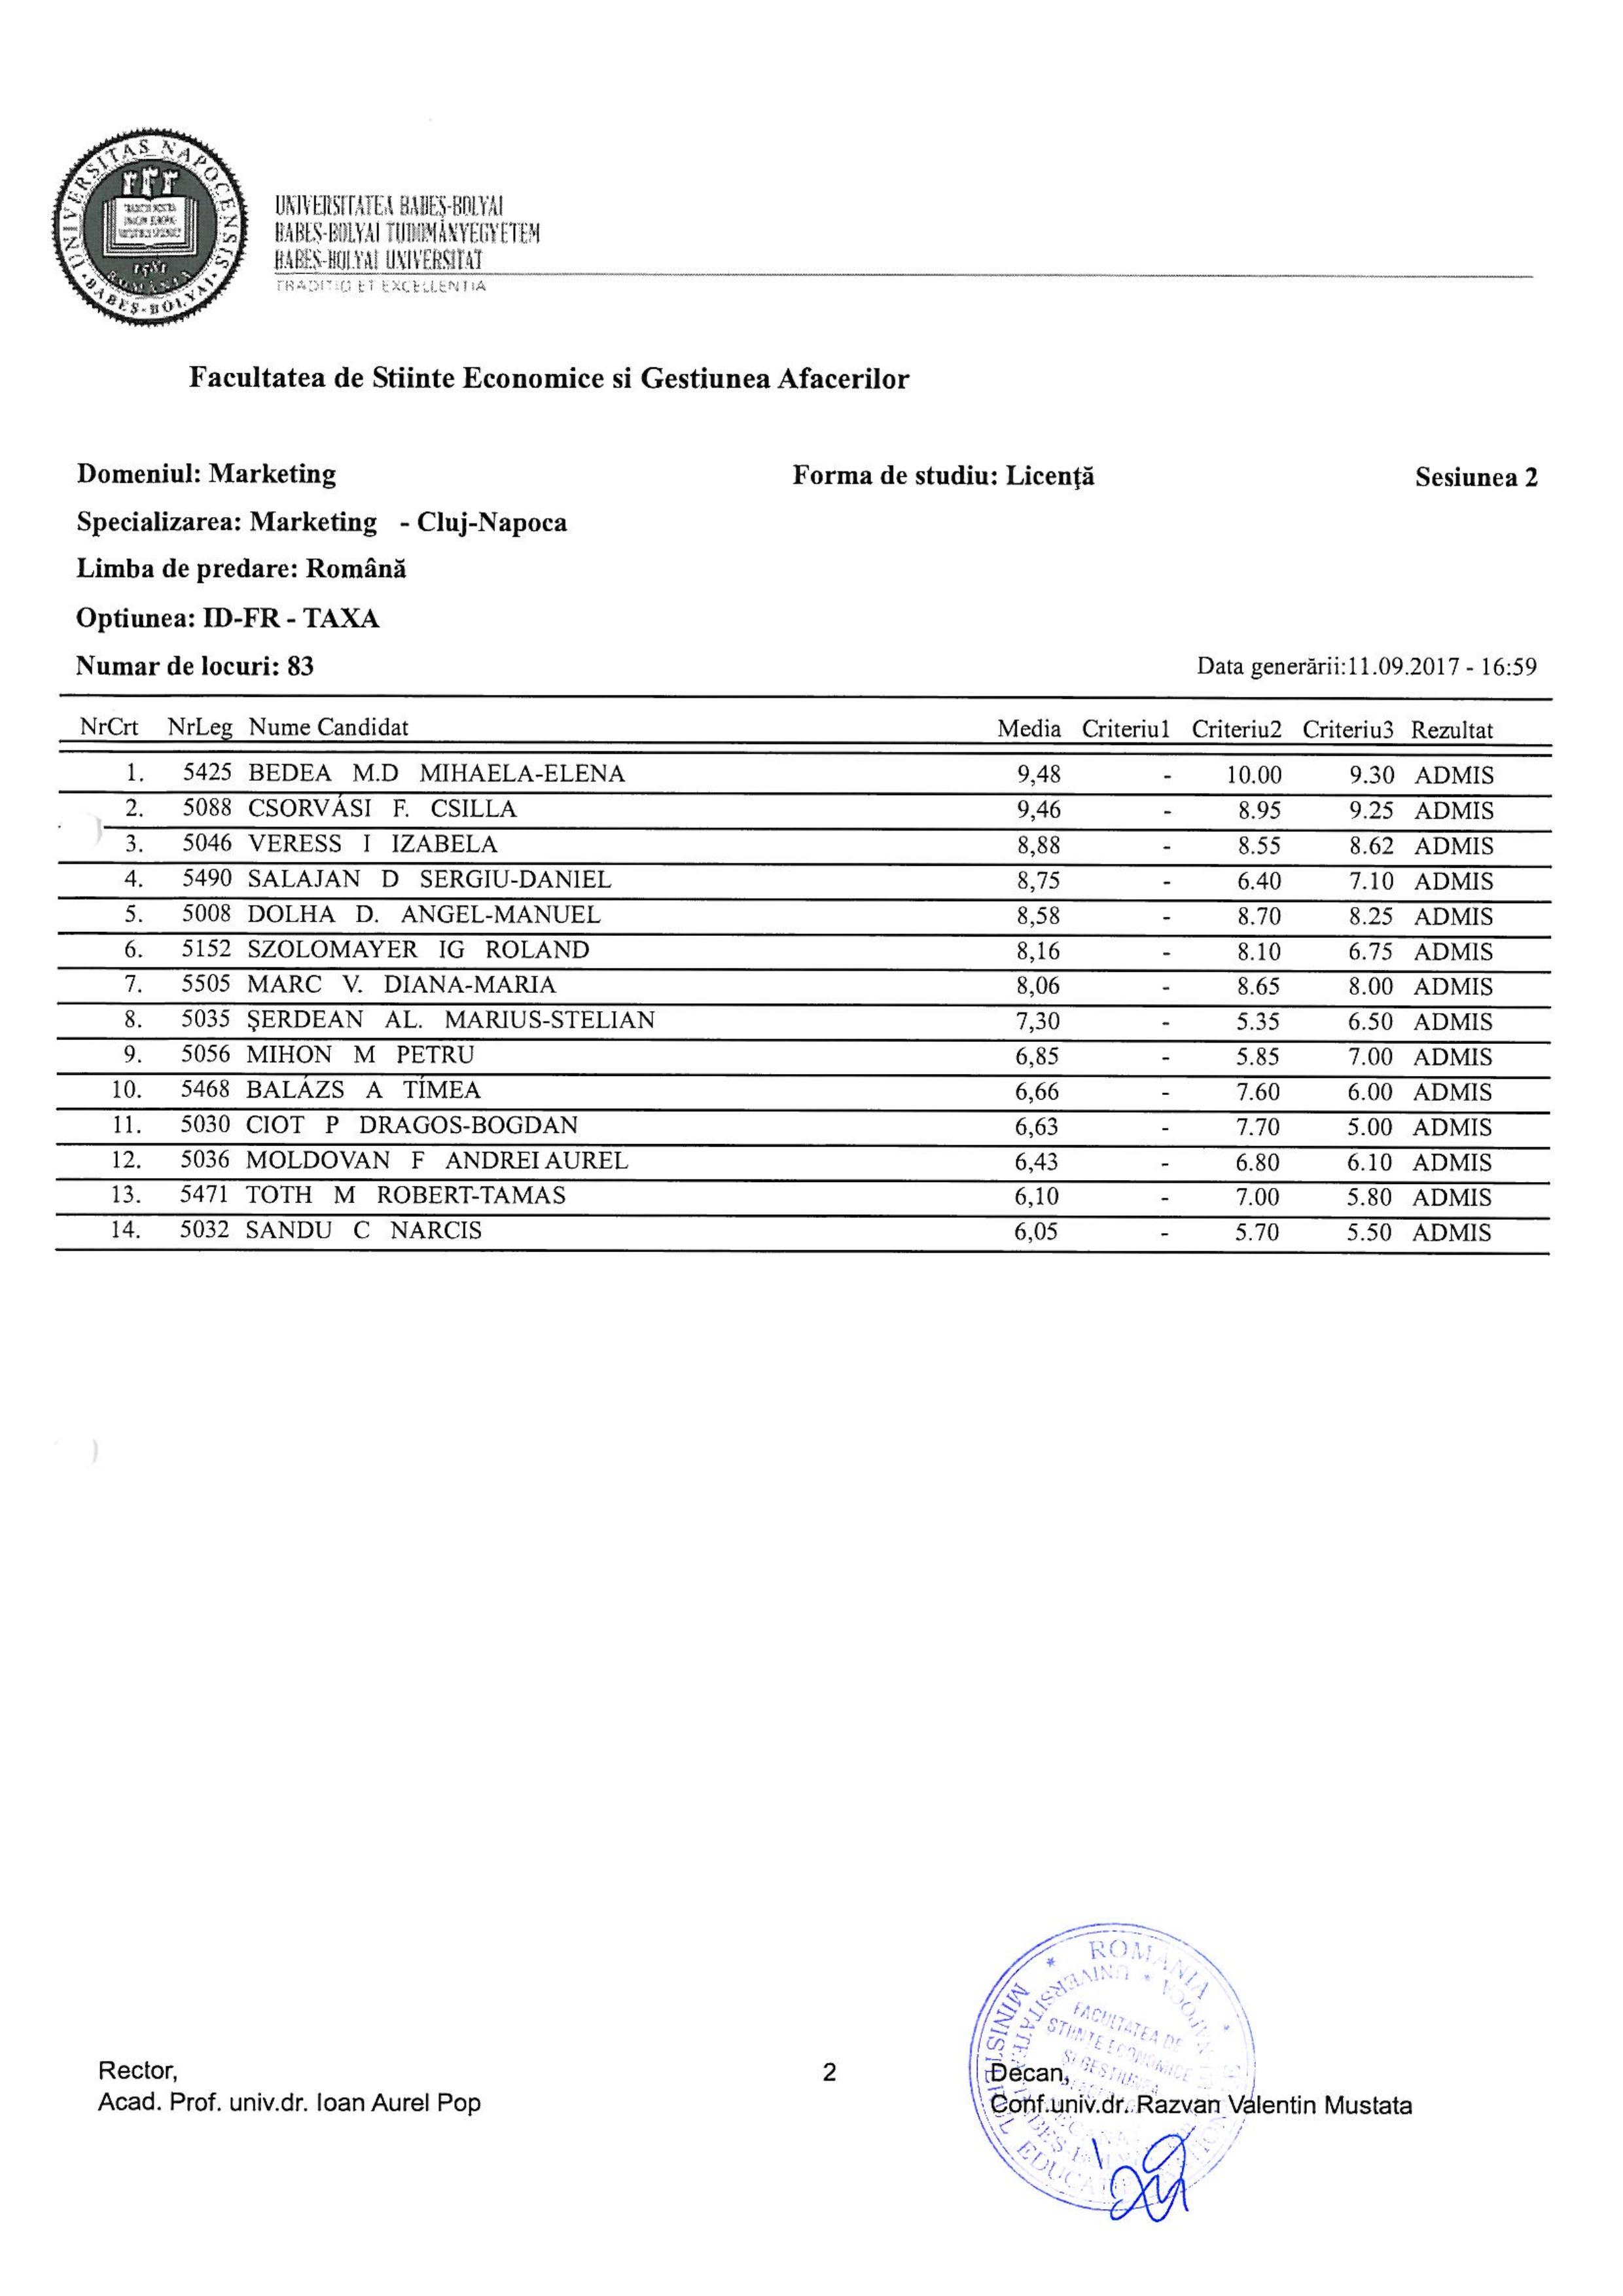 UNIVERSITAS NAPOCENSIS
TRADITIO NOSTRA
UNACUM EUROPAE
1581
ROMANIA
BABEŞ-BOLYAI
UNIVERSITATEA BABEŞ-BOLYAI
BABEŞ-BOLYAI TUDOMÁNYEGYETEM
BABEŞ-BOLYAI UNIVERSITÄT
TRADITIO ET EXCELLENTIA
Facultatea de Stiinte Economice si Gestiunea Afacerilor
Domeniul: Marketing Forma de studiu: Licenţă Sesiunea 2
Specializarea: Marketing - Cluj-Napoca
Limba de predare: Română
Optiunea: ID-FR - TAXA
Numar de locuri: 83 Data generării:11.09.2017 - 16:59
NrCrt NrLeg Nume Candidat Media Criteriu1 Criteriu2 Criteriu3 Rezultat
1. 5425 BEDEA M.D MIHAELA-ELENA 9,48 - 10.00 9.30 ADMIS
2. 5088 CSORVÁSI F. CSILLA 9,46 - 8.95 9.25 ADMIS
3. 5046 VERESS I IZABELA 8,88 - 8.55 8.62 ADMIS
4. 5490 SALAJAN D SERGIU-DANIEL 8,75 - 6.40 7.10 ADMIS
5. 5008 DOLHA D. ANGEL-MANUEL 8,58 - 8.70 8.25 ADMIS
6. 5152 SZOLOMAYER IG ROLAND 8,16 - 8.10 6.75 ADMIS
7. 5505 MARC V. DIANA-MARIA 8,06 - 8.65 8.00 ADMIS
8. 5035 ŞERDEAN AL. MARIUS-STELIAN 7,30 - 5.35 6.50 ADMIS
9. 5056 MIHON M PETRU 6,85 - 5.85 7.00 ADMIS
10. 5468 BALÁZS A TÍMEA 6,66 - 7.60 6.00 ADMIS
11. 5030 CIOT P DRAGOS-BOGDAN 6,63 - 7.70 5.00 ADMIS
12. 5036 MOLDOVAN F ANDREI AUREL 6,43 - 6.80 6.10 ADMIS
13. 5471 TOTH M ROBERT-TAMAS 6,10 - 7.00 5.80 ADMIS
14. 5032 SANDU C NARCIS 6,05 - 5.70 5.50 ADMIS
ROMANIA
MINISTERUL EDUCATIEI
UNIVERSITATEA
FACULTATEA DE
STIINTE ECONOMICE
SI GESTIUNEA
Rector, 2 Decan,
Acad. Prof. univ.dr. Ioan Aurel Pop Conf.univ.dr. Razvan Valentin Mustata